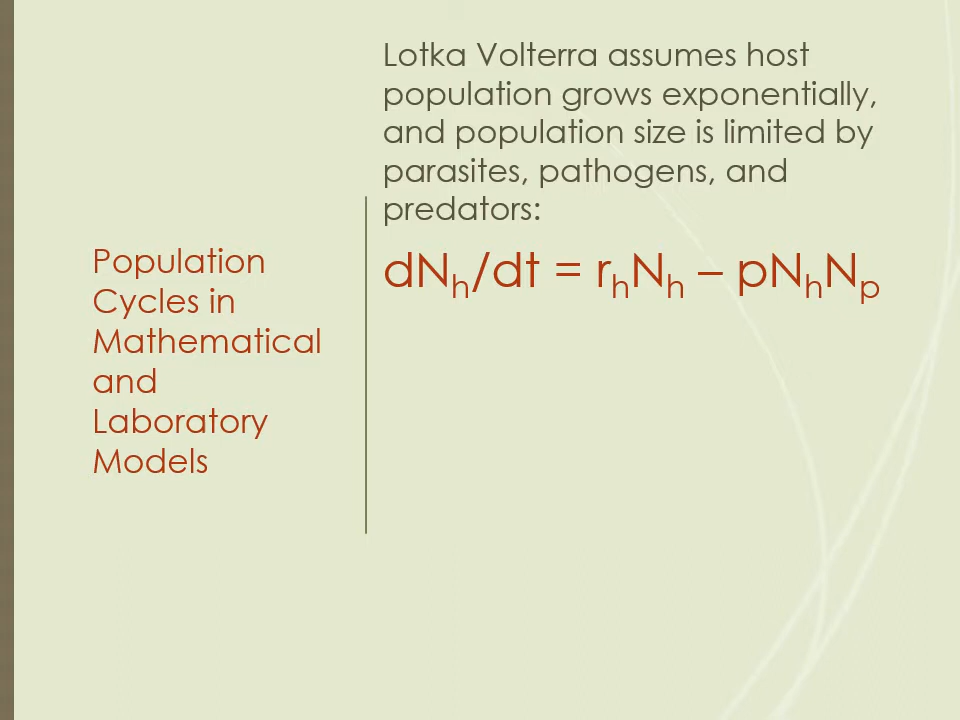 Population
Cycles in
Mathematical
and
Laboratory
Models
Lotka Volterra assumes host
population grows exponentially,
and population size is limited by
parasites, pathogens, and
predators:
dNₕ/dt = rₕNₕ – pNₕNₚ